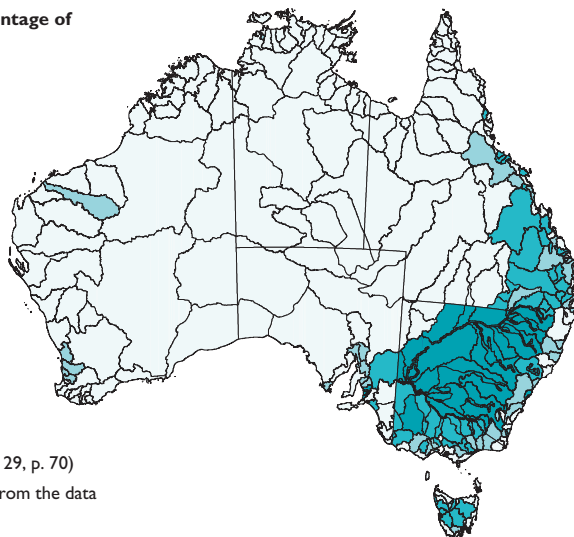 ntage of
29, p. 70)
rom the data